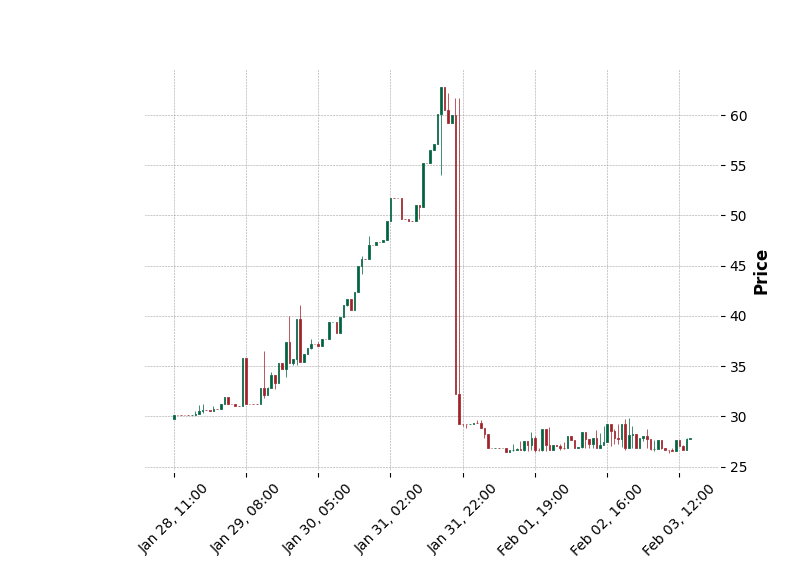 60
55
50
45
40
35
30
25
Price
Jan 28, 11:00
Jan 29, 08:00
Jan 30, 05:00
Jan 31, 02:00
Jan 31, 22:00
Feb 01, 19:00
Feb 02, 16:00
Feb 03, 12:00